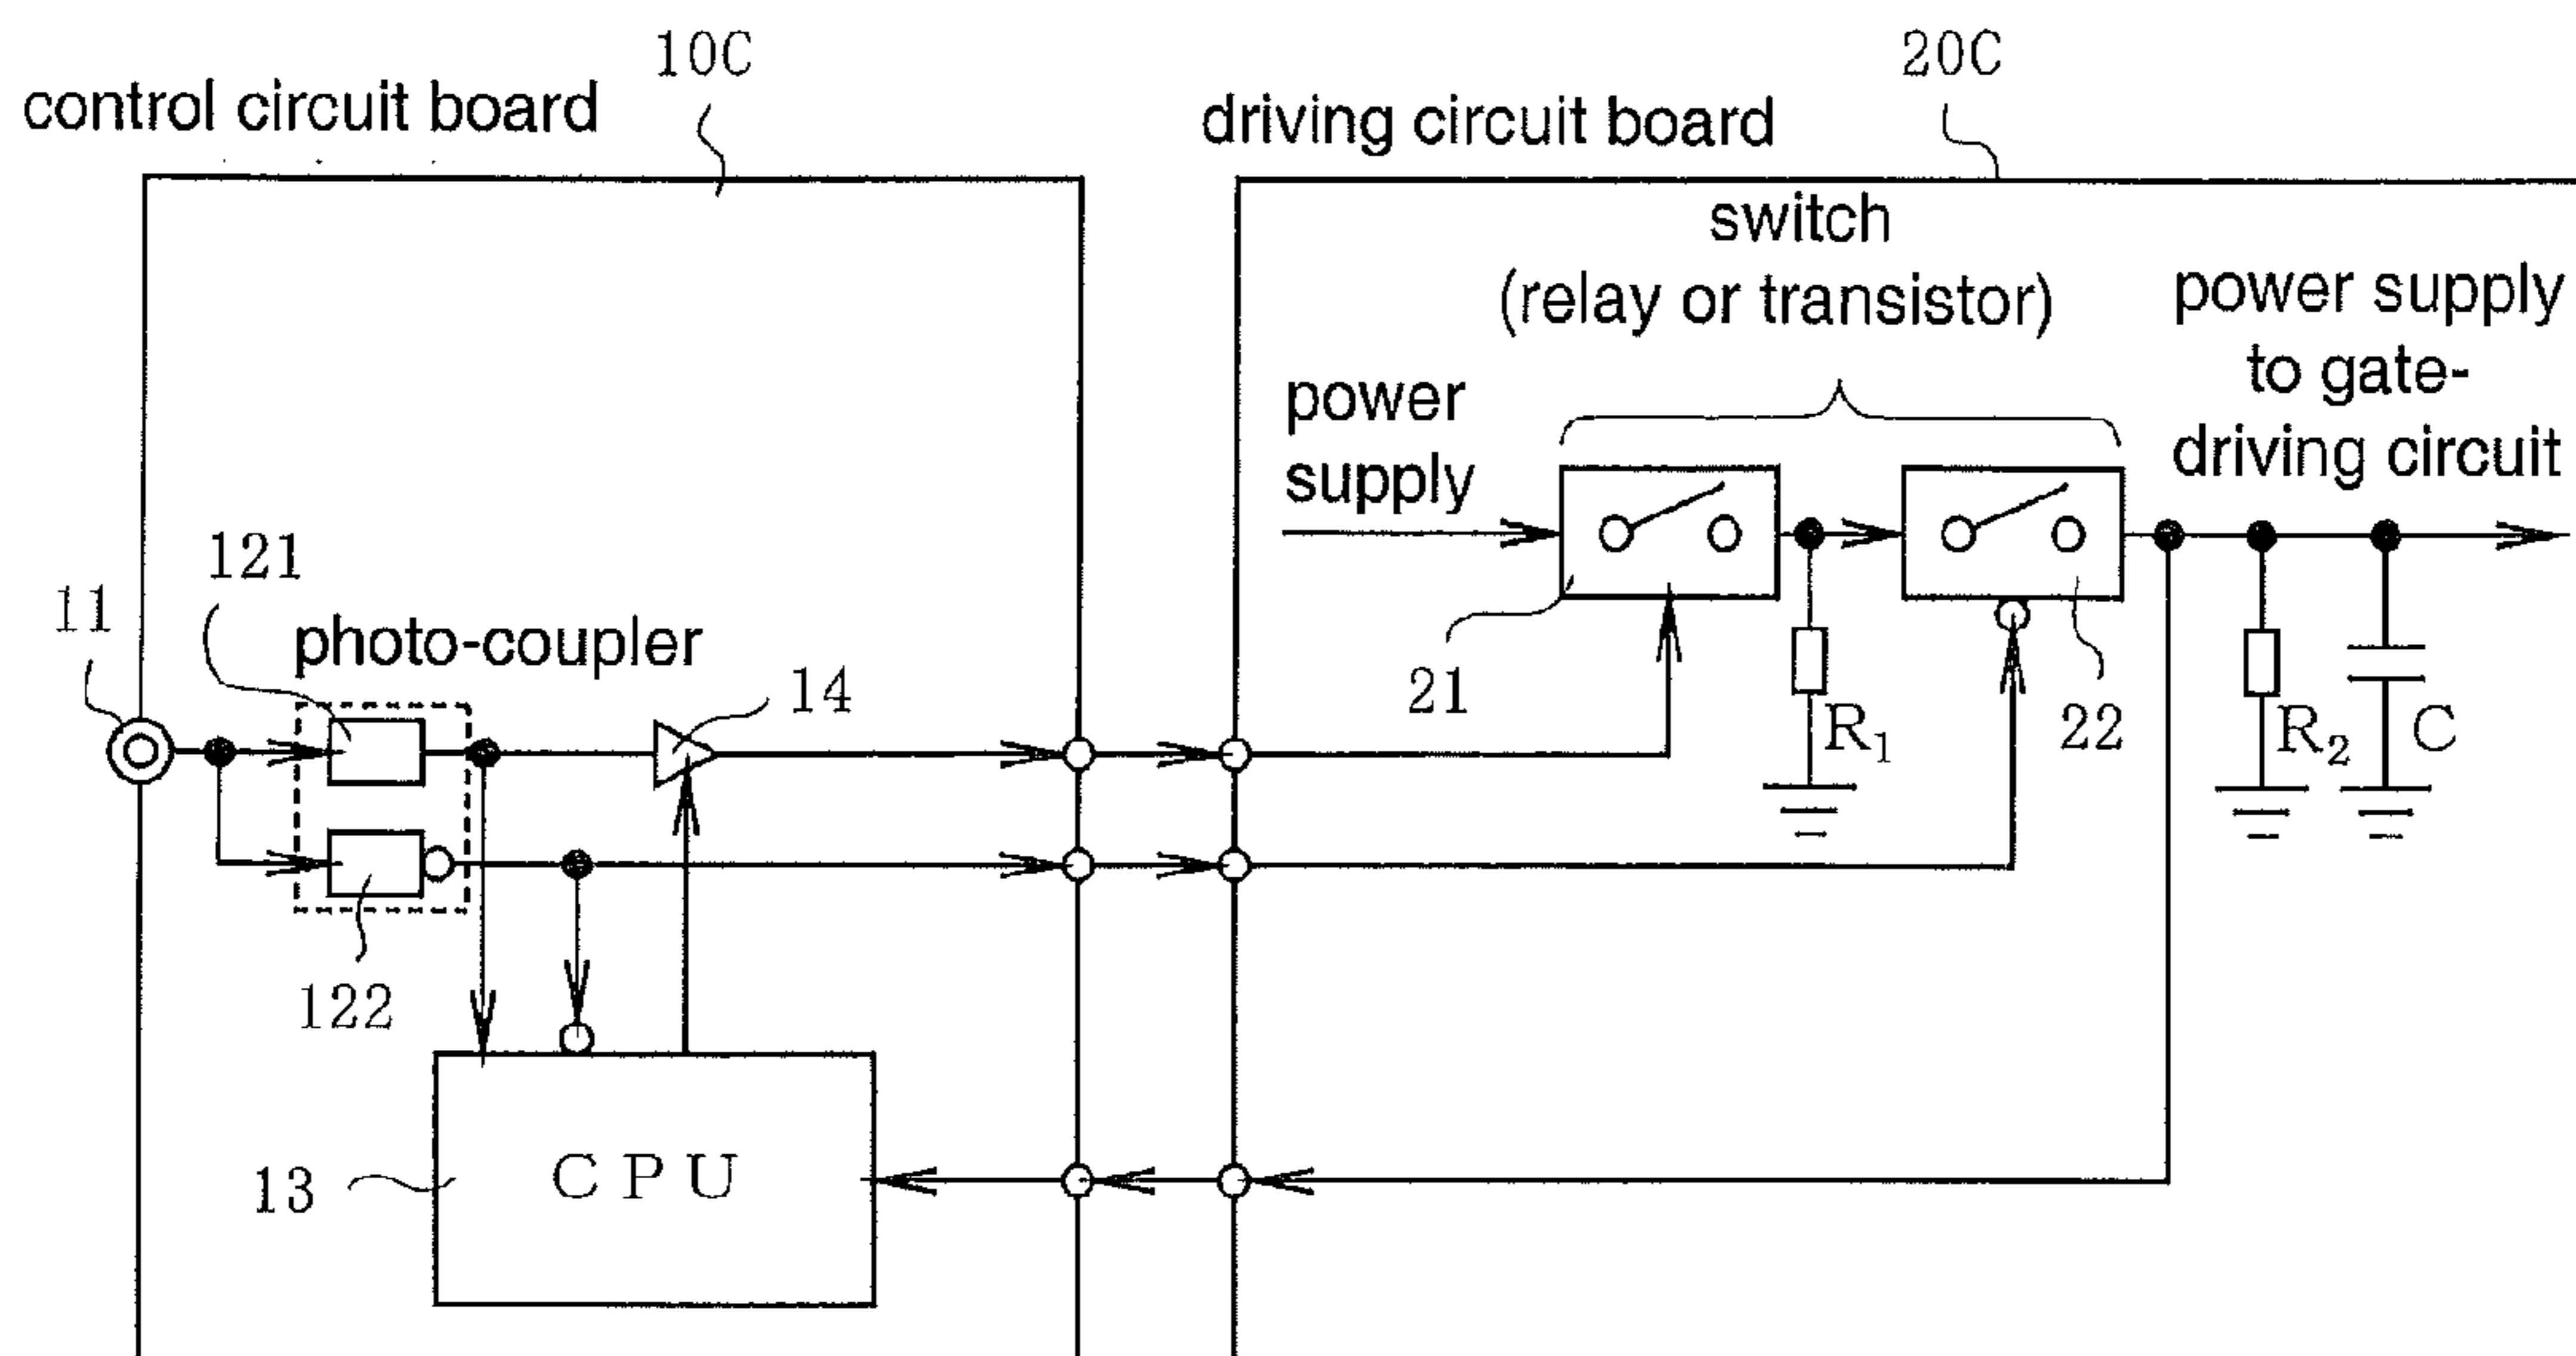 10C
control circuit board
20C
driving circuit board
switch
(relay or transistor)
power supply
to gate-
driving circuit
power
supply
121
11
photo-coupler
14
21
R1
22
R2
C
122
13
CPU